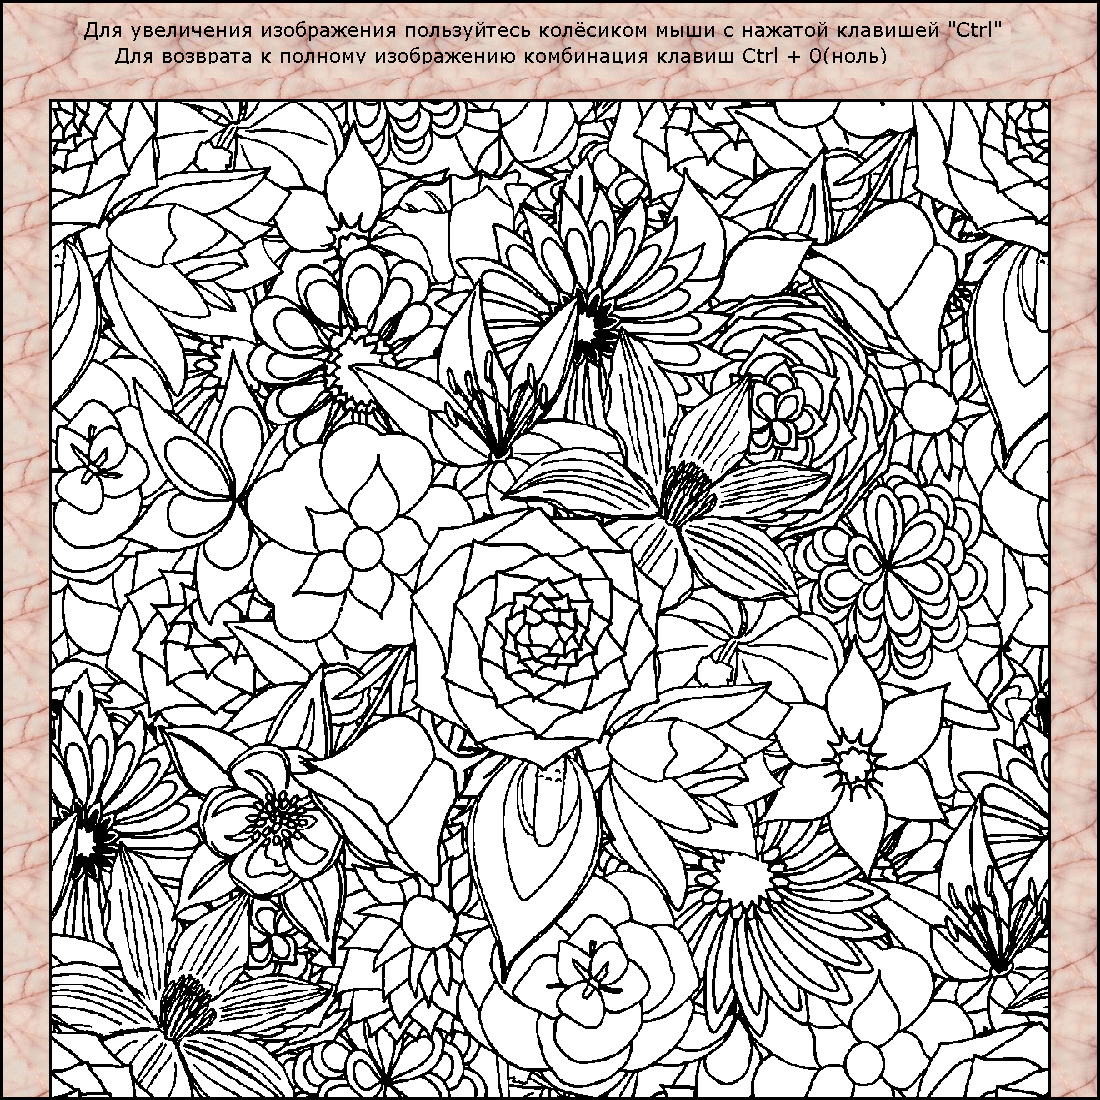 Для увеличения изображения пользуйтесь колёсиком мыши с нажатой клавишей "Ctrl"
Для возврата к полному изображению комбинация клавиш Ctrl + 0(ноль)